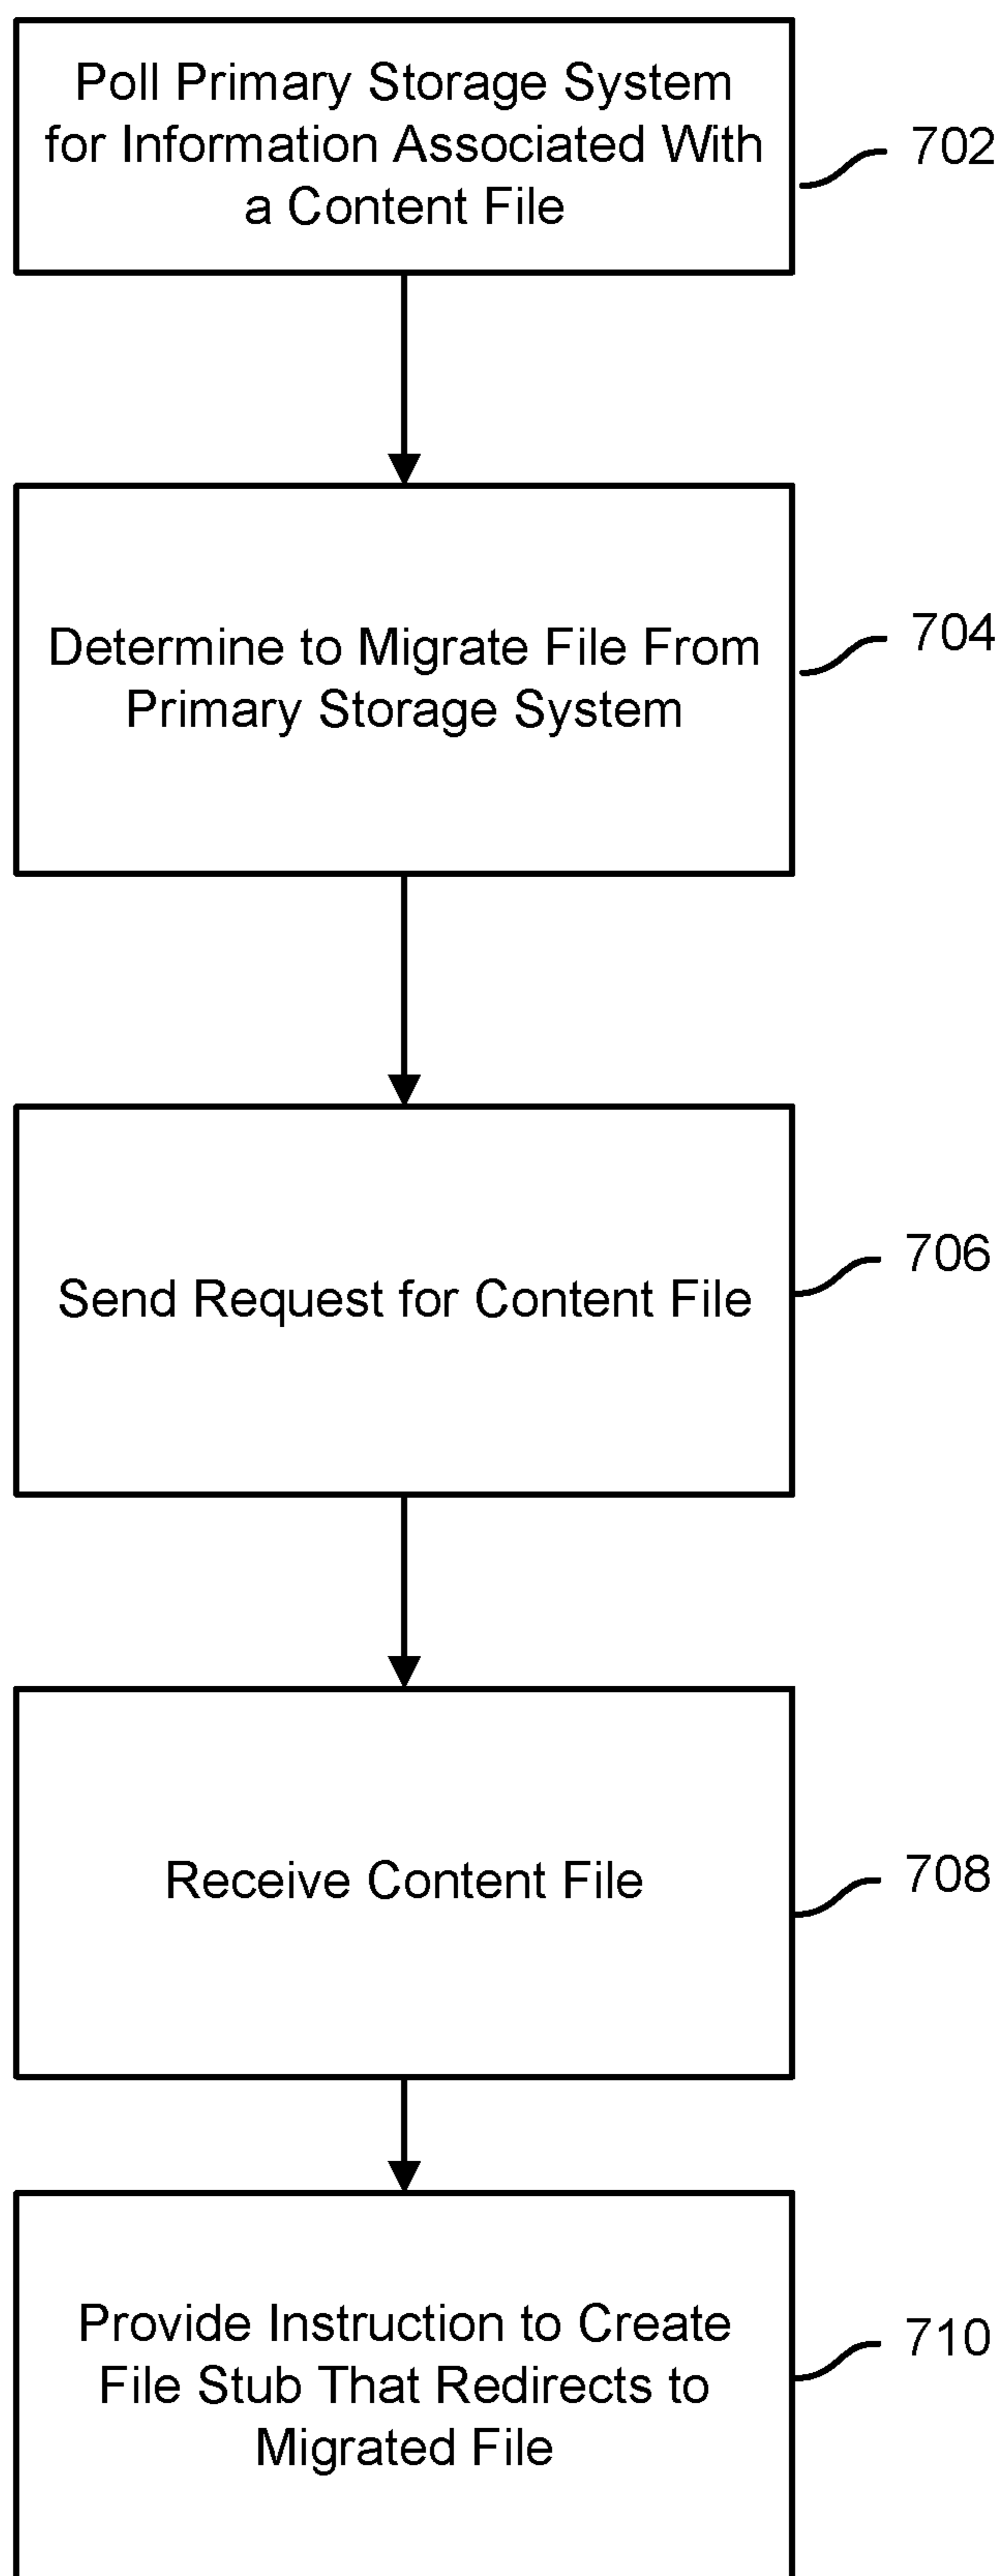 Poll Primary Storage System
for Information Associated With
a Content File
702
Determine to Migrate File From
Primary Storage System
704
Send Request for Content File
706
Receive Content File
708
Provide Instruction to Create
File Stub That Redirects to
Migrated File
710